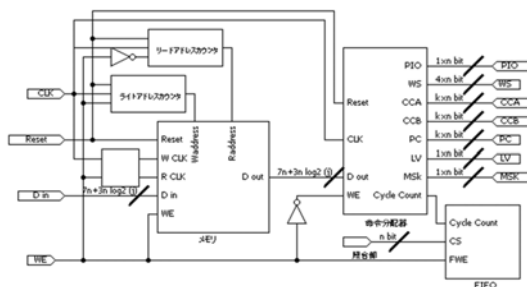 リードアドレスカウンタ
CLK
ライトアドレスカウンタ
Reset
Waddress
Raddress
Reset
W CLK
R CLK
7n+3n log2 (j)
D in
D in
WE
D out
7n+3n log2 (j)
メモリ
WE
Reset
CLK
D out
WE
PIO
WS
CCA
CCB
PC
LV
MSk
Cycle Count
命令分配器
1×n bit
4×n bit
k×n bit
k×n bit
k×n bit
1×n bit
1×n bit
PIO
WS
CCA
CCB
PC
LV
MSK
n bit
Cycle Count
CS
FWE
FIFO